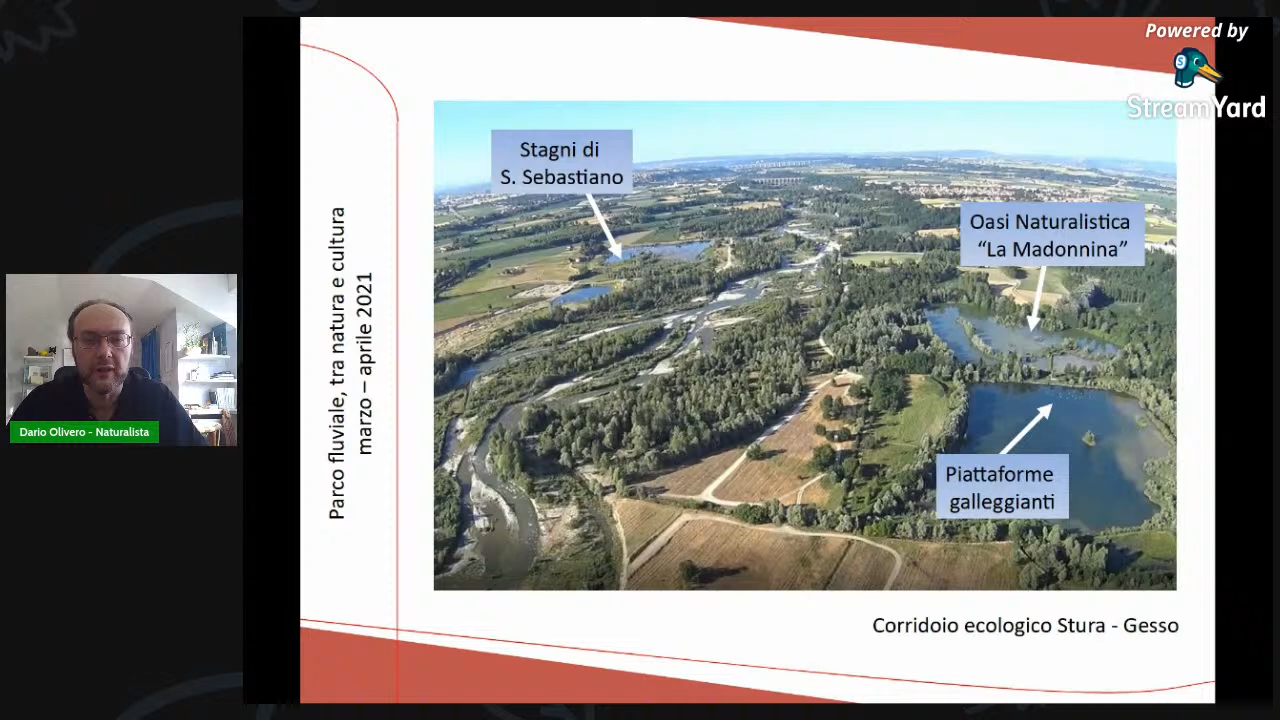 Powered by
StreamYard
Stagni di
S. Sebastiano
Oasi Naturalistica
“La Madonnina”
Piattaforme
galleggianti
Parco fluviale, tra natura e cultura
marzo – aprile 2021
Dario Olivero - Naturalista
Corridoio ecologico Stura - Gesso